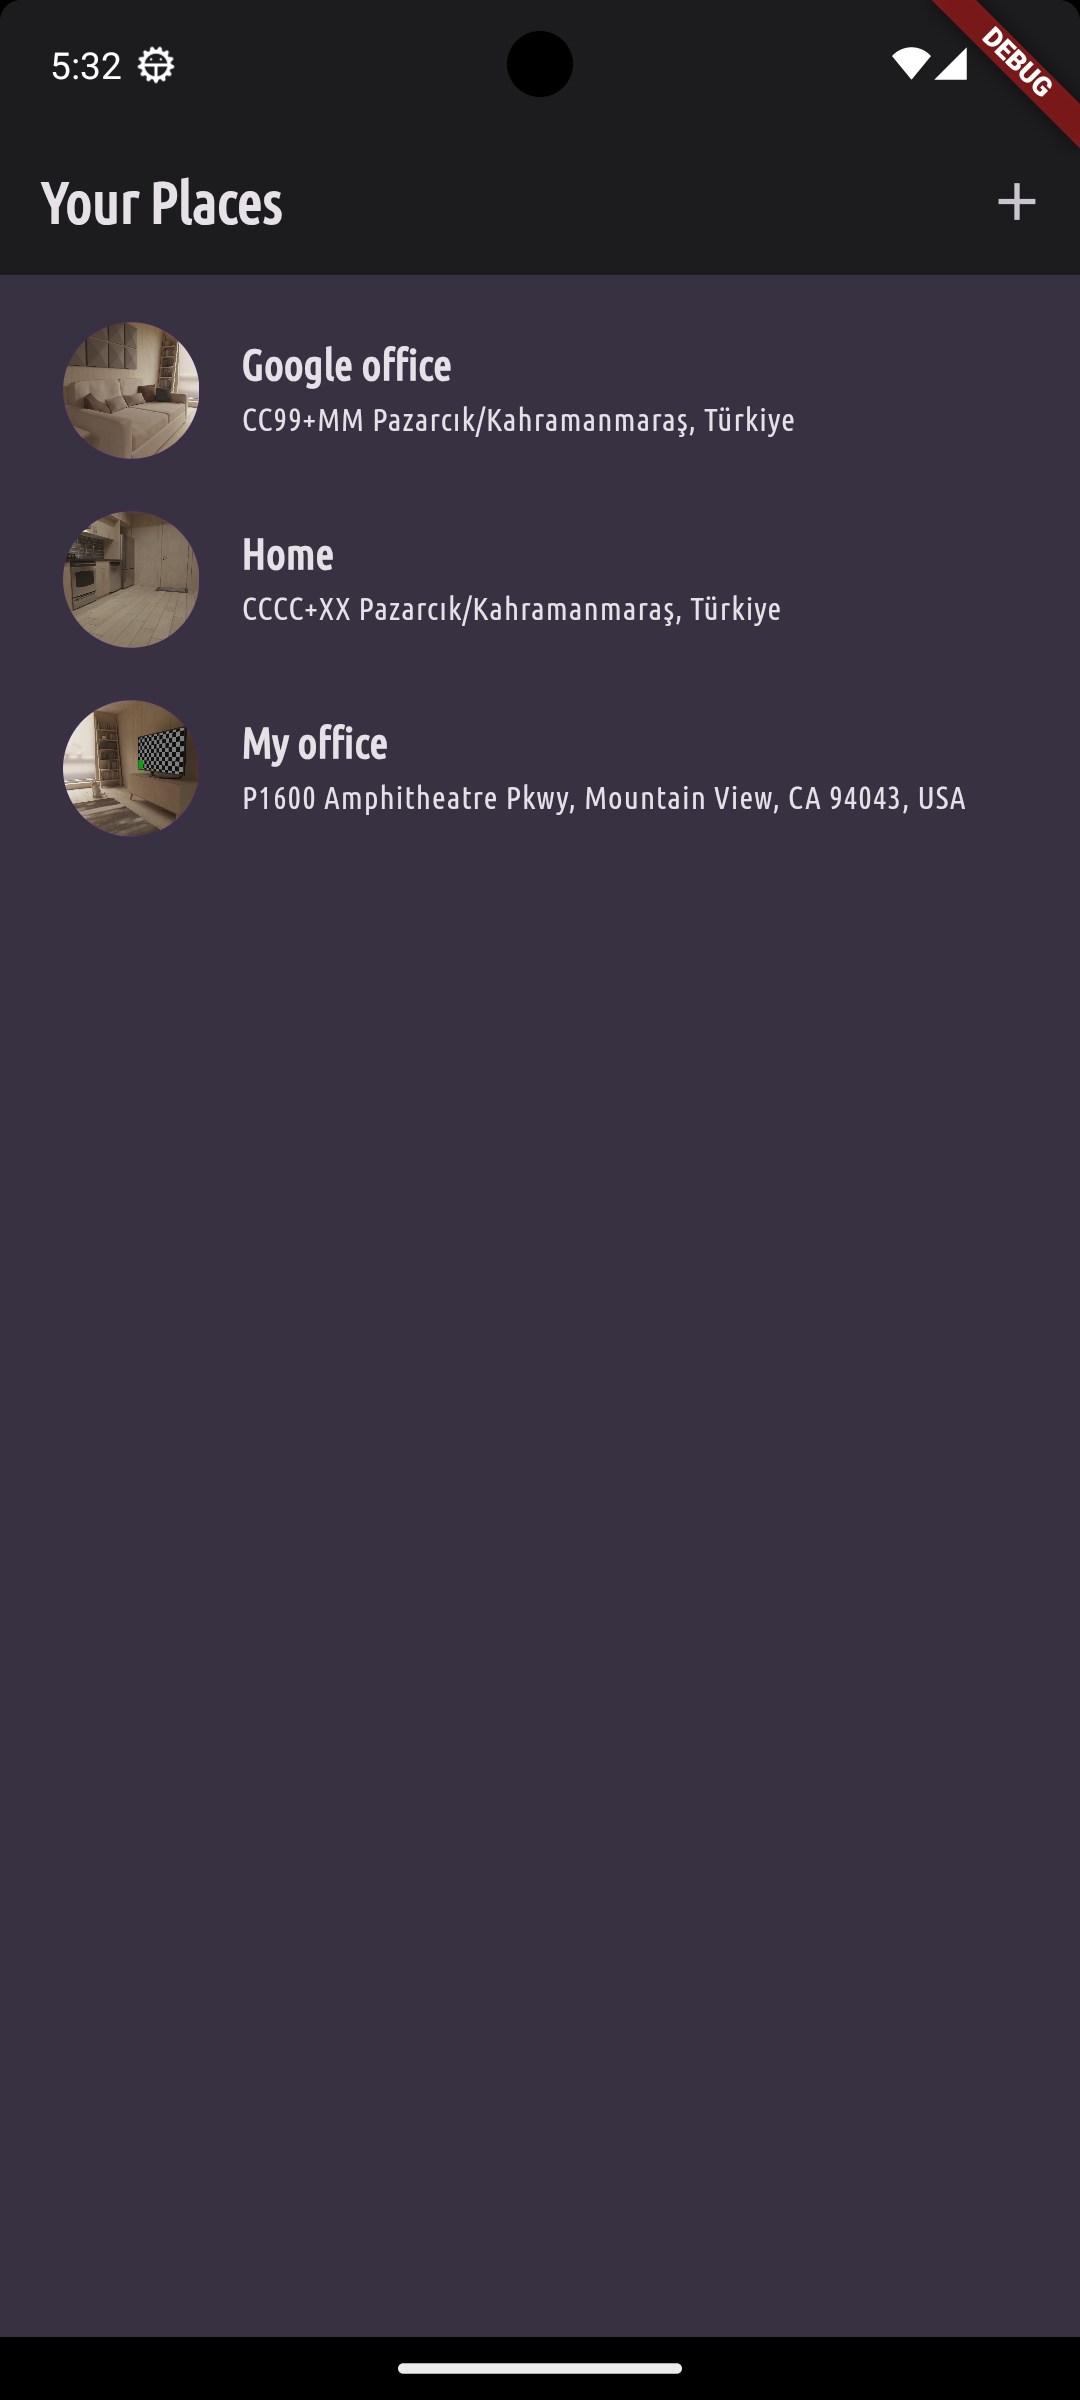 5:32
DEBUG
Your Places
Google office
CC99+MM Pazarcık/Kahramanmaraş, Türkiye
Home
CCCC+XX Pazarcık/Kahramanmaraş, Türkiye
My office
P1600 Amphitheatre Pkwy, Mountain View, CA 94043, USA